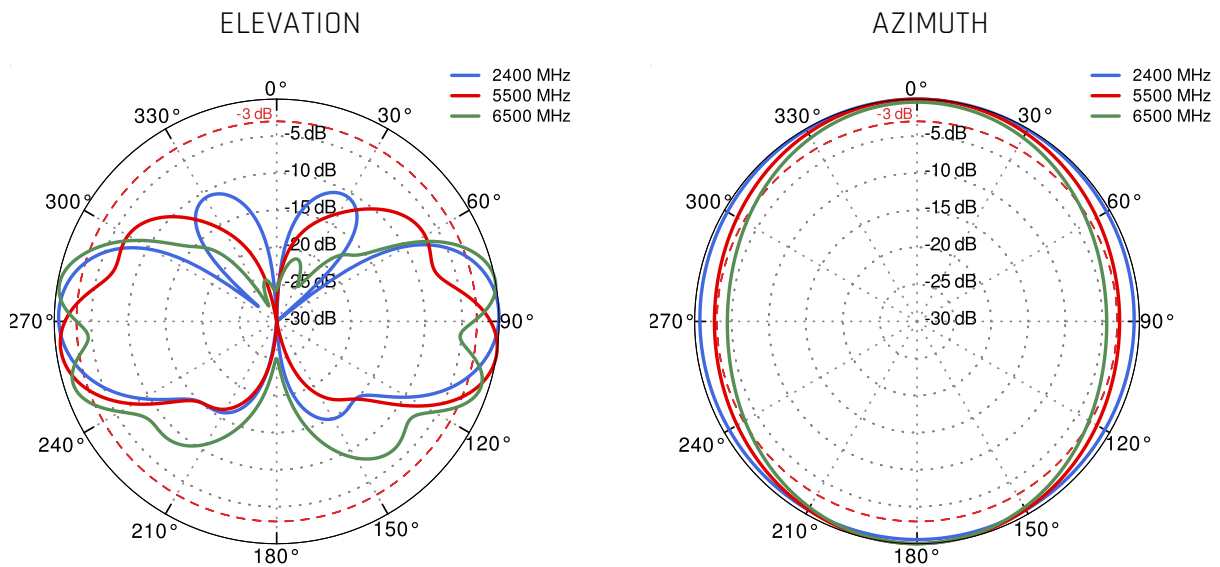 ELEVATION
2400 MHz
5500 MHz
6500 MHz
0°
-3 dB
330°
30°
-5 dB
-10 dB
300°
60°
-15 dB
-20 dB
-25 dB
270°
-30 dB
90°
240°
120°
210°
150°
180°
AZIMUTH
2400 MHz
5500 MHz
6500 MHz
0°
-3 dB
330°
30°
-5 dB
-10 dB
300°
60°
-15 dB
-20 dB
-25 dB
270°
-30 dB
90°
240°
120°
210°
150°
180°